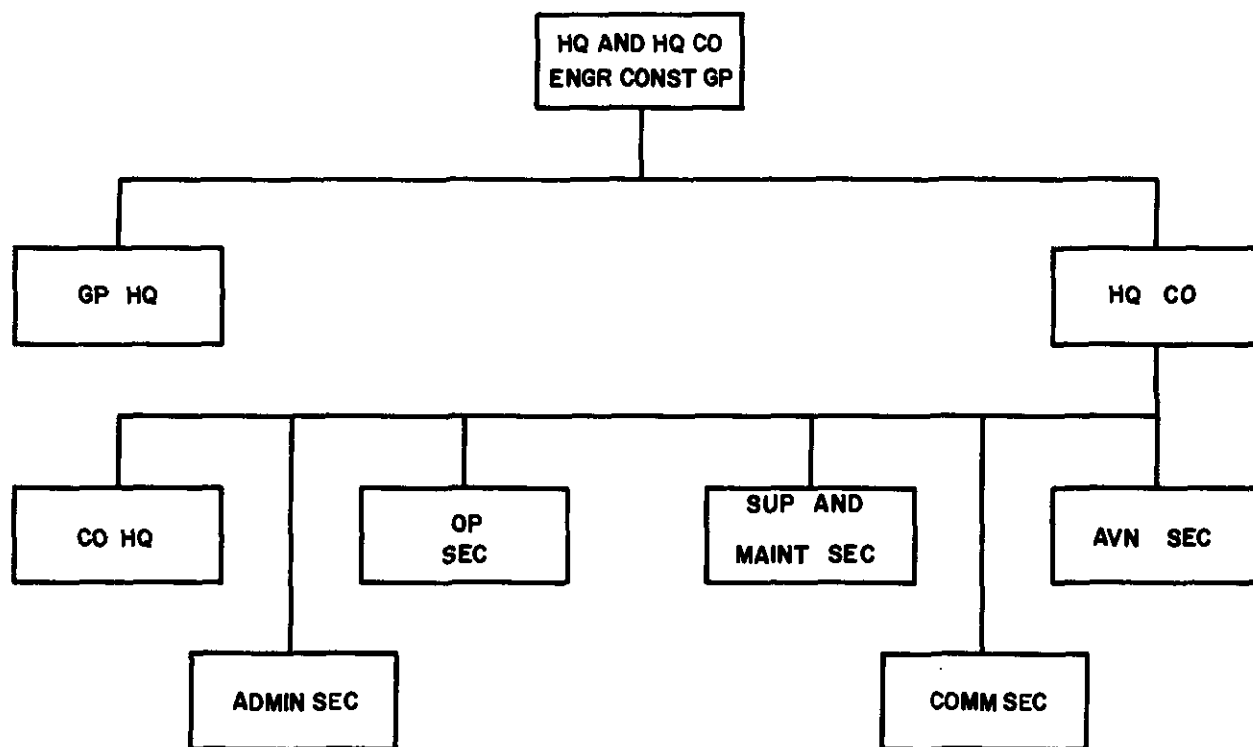 HQ AND HQ CO
ENGR CONST GP
GP HQ
HQ CO
CO HQ
OP
SEC
SUP AND
MAINT SEC
AVN SEC
ADMIN SEC
COMM SEC